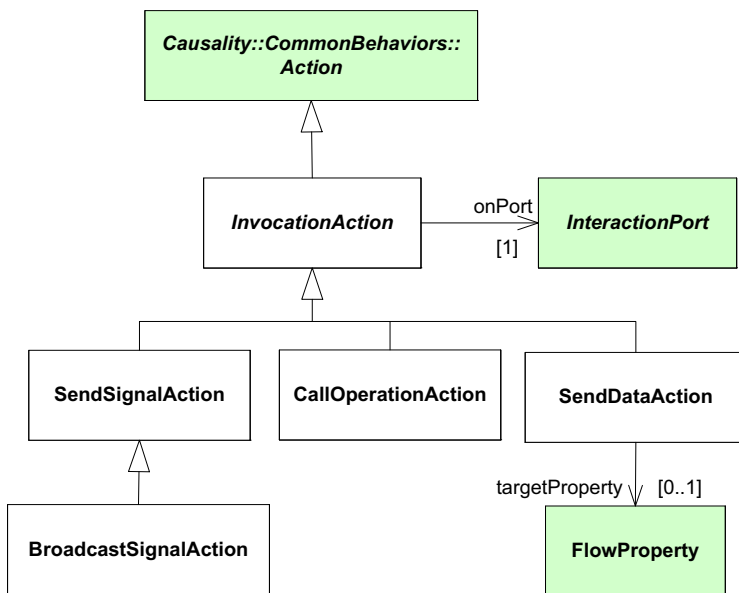 Causality::CommonBehaviors::
Action
InvocationAction
onPort
[1]
InteractionPort
SendSignalAction
CallOperationAction
SendDataAction
targetProperty
[0..1]
BroadcastSignalAction
FlowProperty